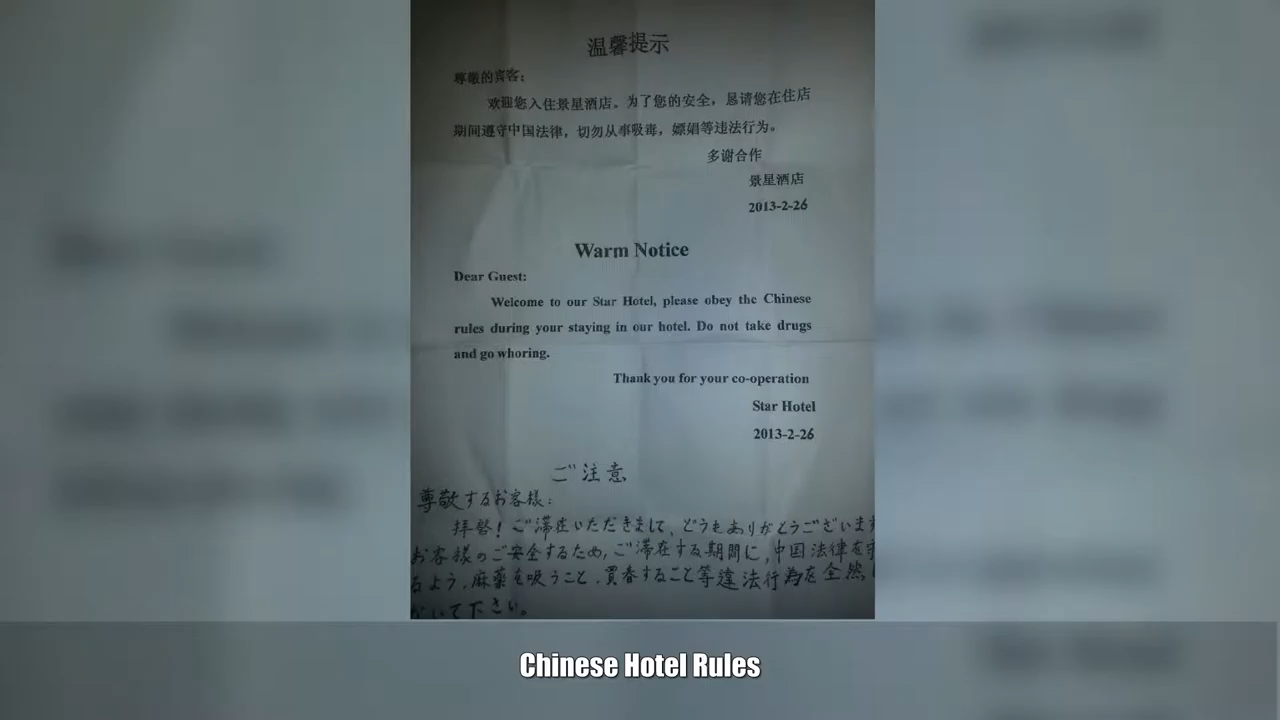 温馨提示
尊敬的宾客：
欢迎您入住景星酒店。为了您的安全，恳请您在住店
期间遵守中国法律，切勿从事吸毒，嫖娼等违法行为。
多谢合作
景星酒店
2013-2-26
Warm Notice
Dear Guest:
Welcome to our Star Hotel, please obey the Chinese
rules during your staying in our hotel. Do not take drugs
and go whoring.
Thank you for your co-operation
Star Hotel
2013-2-26
ご注意
尊敬するお客様：
拝啓！ご滞在いただきまして、どうもありがとうございます
お客様のご安全するため，ご滞在する期間に，中国法律を
るよう，麻薬を吸うこと，買春すること等違法行為を全然
ないて下さい。
Chinese Hotel Rules